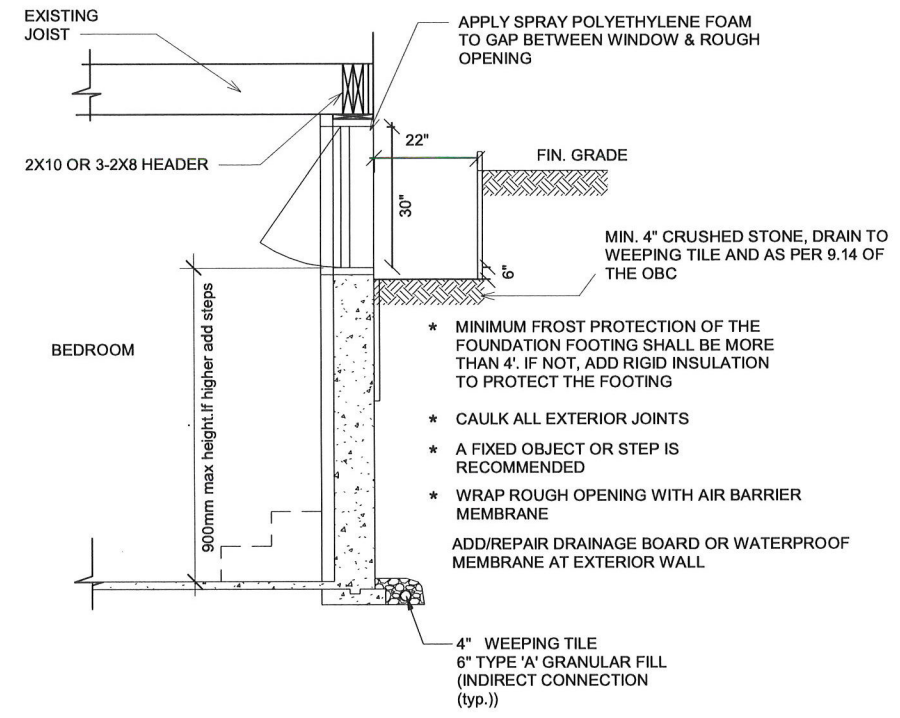 EXISTING
JOIST
APPLY SPRAY POLYETHYLENE FOAM
TO GAP BETWEEN WINDOW & ROUGH
OPENING
2X10 OR 3-2X8 HEADER
22"
30"
FIN. GRADE
6"
MIN. 4" CRUSHED STONE, DRAIN TO
WEEPING TILE AND AS PER 9.14 OF
THE OBC
BEDROOM
900mm max height.If higher add steps
* MINIMUM FROST PROTECTION OF THE
FOUNDATION FOOTING SHALL BE MORE
THAN 4'. IF NOT, ADD RIGID INSULATION
TO PROTECT THE FOOTING
* CAULK ALL EXTERIOR JOINTS
* A FIXED OBJECT OR STEP IS
RECOMMENDED
* WRAP ROUGH OPENING WITH AIR BARRIER
MEMBRANE
ADD/REPAIR DRAINAGE BOARD OR WATERPROOF
MEMBRANE AT EXTERIOR WALL
4" WEEPING TILE
6" TYPE 'A' GRANULAR FILL
(INDIRECT CONNECTION
(typ.))